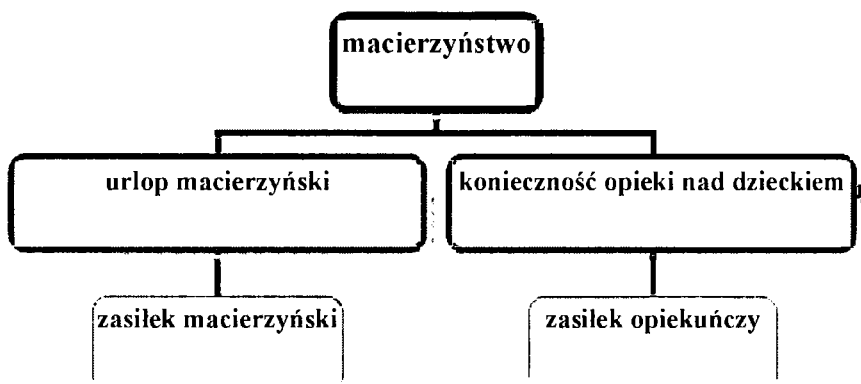 macierzyństwo
urlop macierzyński
konieczność opieki nad dzieckiem
zasiłek macierzyński
zasiłek opiekuńczy